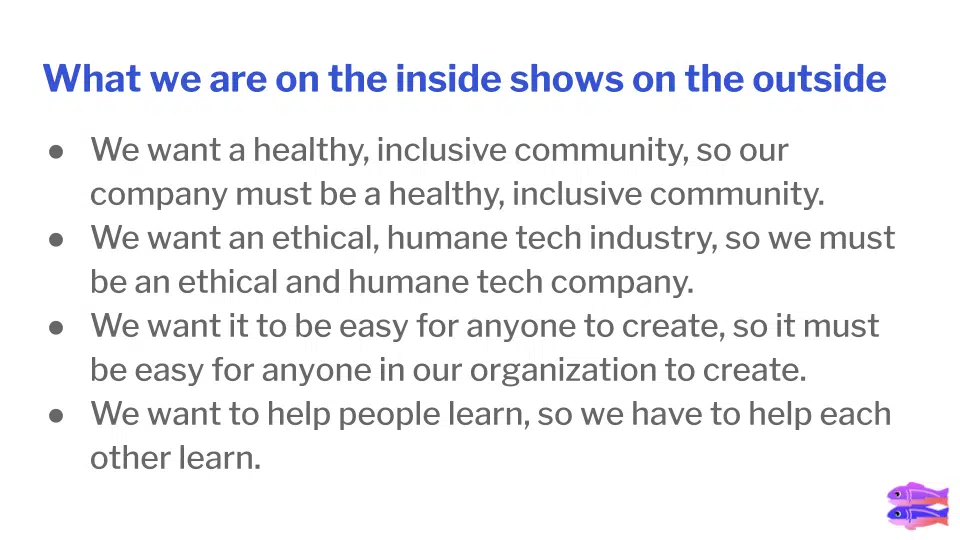 What we are on the inside shows on the outside
● We want a healthy, inclusive community, so our
company must be a healthy, inclusive community.
● We want an ethical, humane tech industry, so we must
be an ethical and humane tech company.
● We want it to be easy for anyone to create, so it must
be easy for anyone in our organization to create.
● We want to help people learn, so we have to help each
other learn.